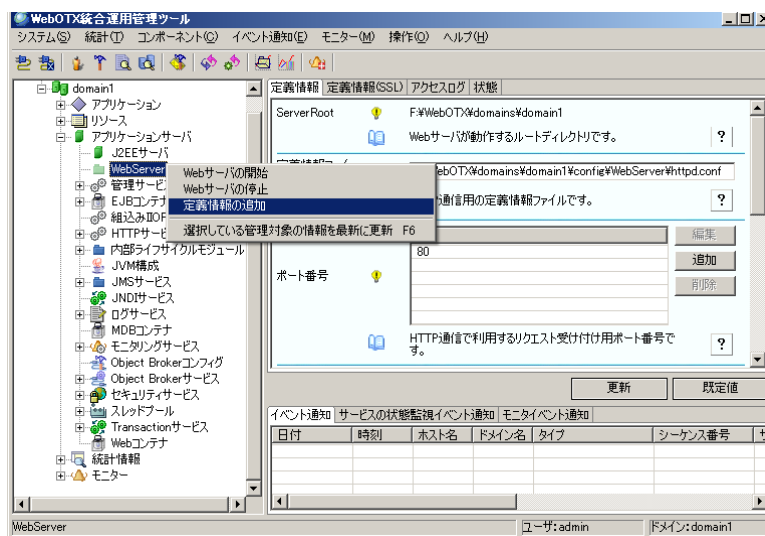 WebOTX統合運用管理ツール
システム(S) 統計(T) コンポーネント(C) イベント通知(E) モニター(M) 操作(O) ヘルプ(H)
domain1
アプリケーション
リソース
アプリケーションサーバ
J2EEサーバ
WebServer
管理サービ
EJBコンテナ
組込みIIOP
HTTPサービ
内部ライフサイクルモジュール
JVM構成
JMSサービス
JNDIサービス
ログサービス
MDBコンテナ
モニタリングサービス
Object Brokerコンフィグ
Object Brokerサービス
セキュリティサービス
スレッドプール
Transactionサービス
Webコンテナ
統計情報
モニター
Webサーバの開始
Webサーバの停止
定義情報の追加
選択している管理対象の情報を最新に更新 F6
定義情報 定義情報(SSL) アクセスログ 状態
ServerRoot
F:¥WebOTX¥domains¥domain1
Webサーバが動作するルートディレクトリです。
?
ebOTX¥domains¥domain1¥config¥WebServer¥httpd.conf
通信用の定義情報ファイルです。
?
ポート番号
80
編集
追加
削除
HTTP通信で利用するリクエスト受け付け用ポート番号です。
?
更新 既定値
イベント通知 サービスの状態監視イベント通知 モニタイベント通知
日付 時刻 ホスト名 ドメイン名 タイプ シーケンス番号
WebServer ユーザ:admin ドメイン:domain1